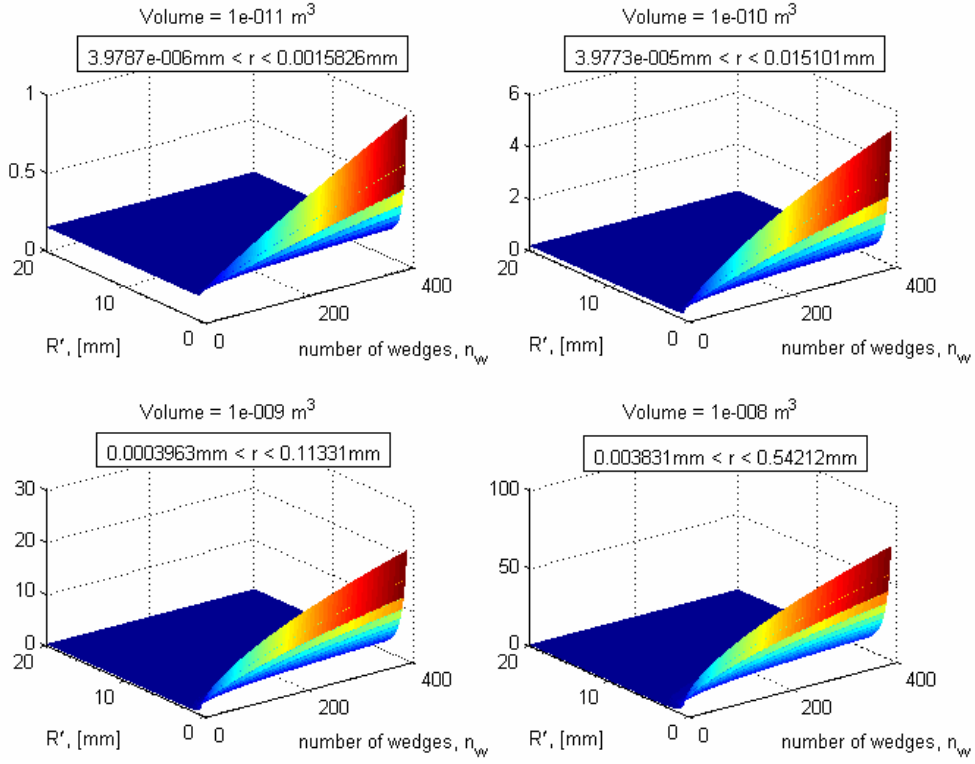 Volume = 1e-011 m³
3.9787e-006mm < r < 0.0015826mm
1
0.5
0
20
10
0
0
200
400
R', [mm]
number of wedges, n_w
Volume = 1e-010 m³
3.9773e-005mm < r < 0.015101mm
6
4
2
0
20
10
0
0
200
400
R', [mm]
number of wedges, n_w
Volume = 1e-009 m³
0.0003963mm < r < 0.11331mm
30
20
10
0
20
10
0
0
200
400
R', [mm]
number of wedges, n_w
Volume = 1e-008 m³
0.003831mm < r < 0.54212mm
100
50
0
20
10
0
0
200
400
R', [mm]
number of wedges, n_w